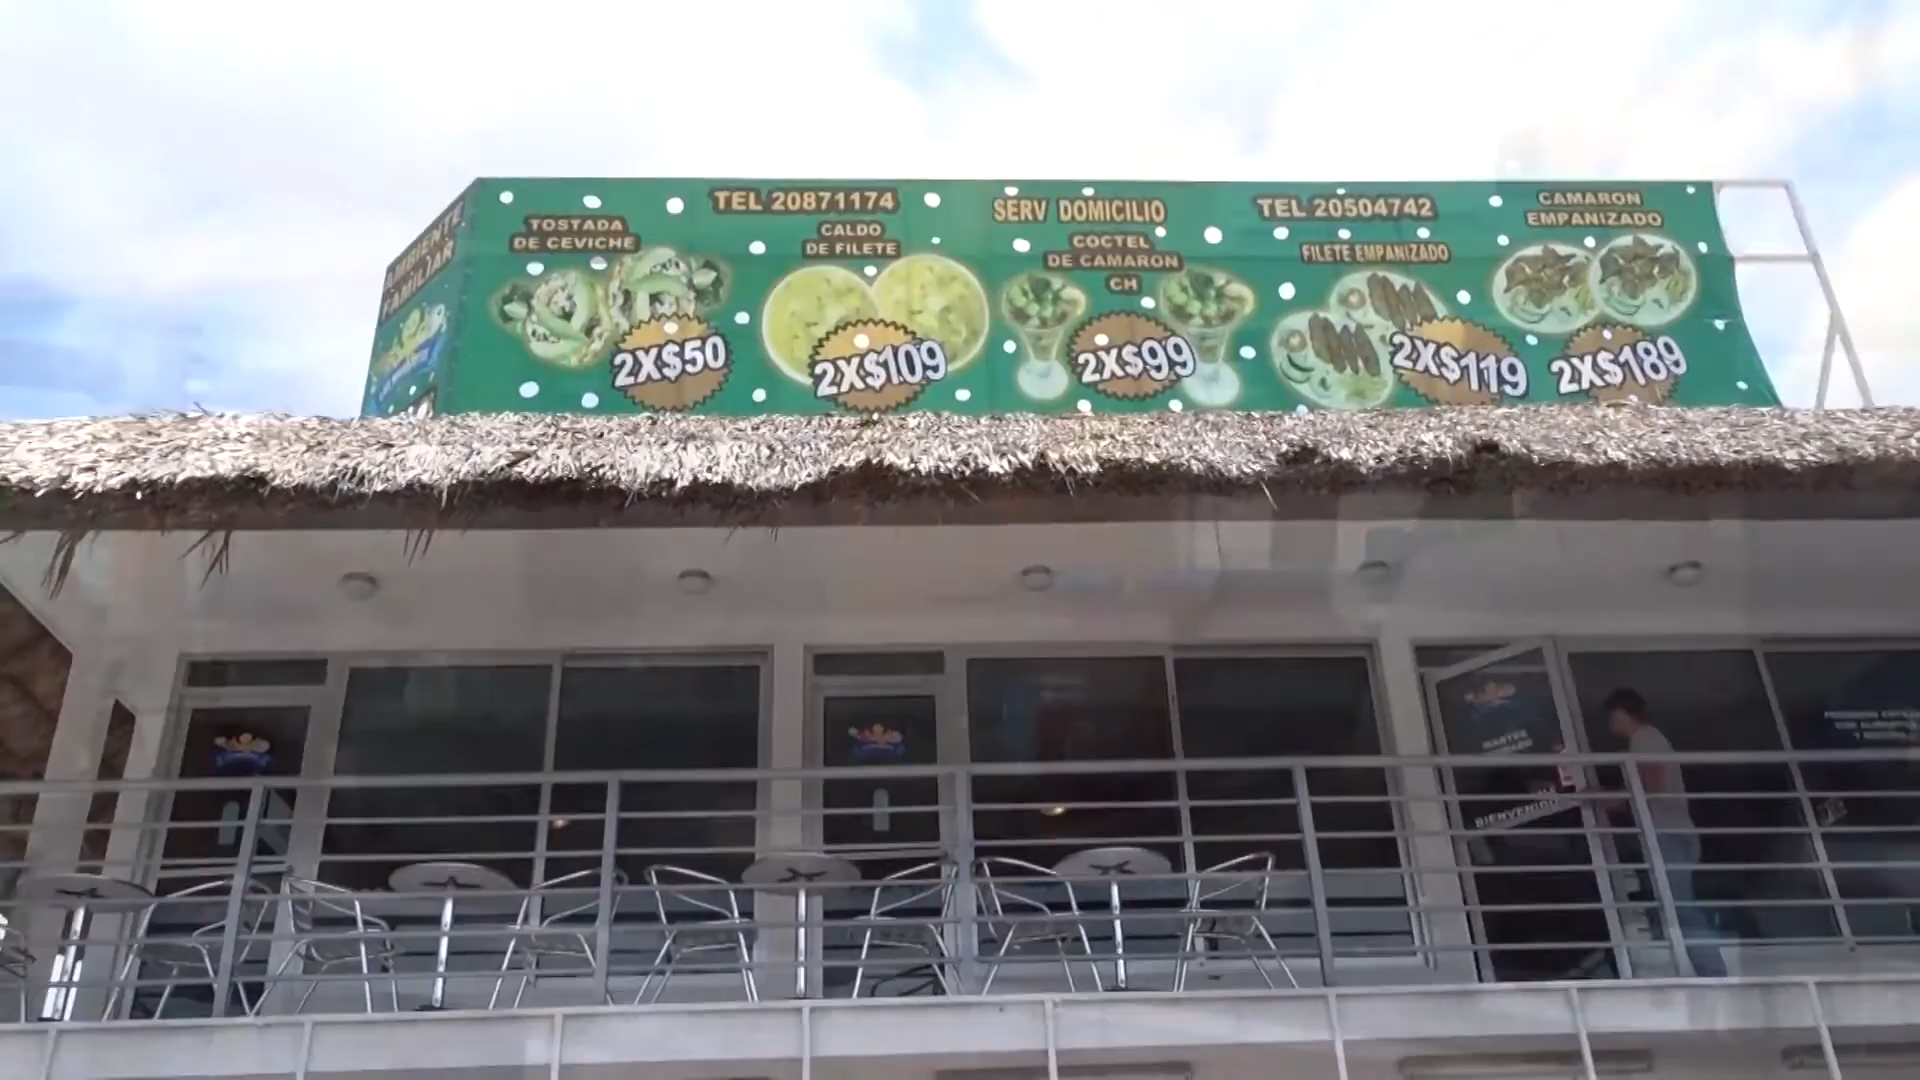 AMBIENTE
FAMILIAR
TEL 20871174
SERV DOMICILIO
TEL 20504742
TOSTADA
DE CEVICHE
2X$50
CALDO
DE FILETE
2X$109
COCTEL
DE CAMARON
CH
2X$99
FILETE EMPANIZADO
2X$119
CAMARON
EMPANIZADO
2X$189
MARTES
BIENVENIDO